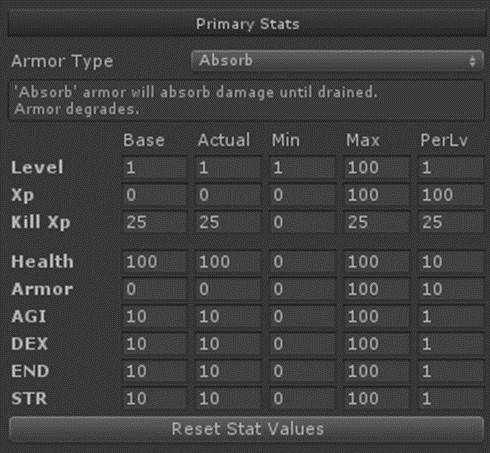 Primary Stats
Armor Type Absorb
'Absorb' armor will absorb damage until drained.
Armor degrades.
Base Actual Min Max PerLv
Level 1 1 1 100 1
Xp 0 0 0 100 100
Kill Xp 25 25 0 25 25
Health 100 100 0 100 10
Armor 0 0 0 100 10
AGI 10 10 0 100 1
DEX 10 10 0 100 1
END 10 10 0 100 1
STR 10 10 0 100 1
Reset Stat Values